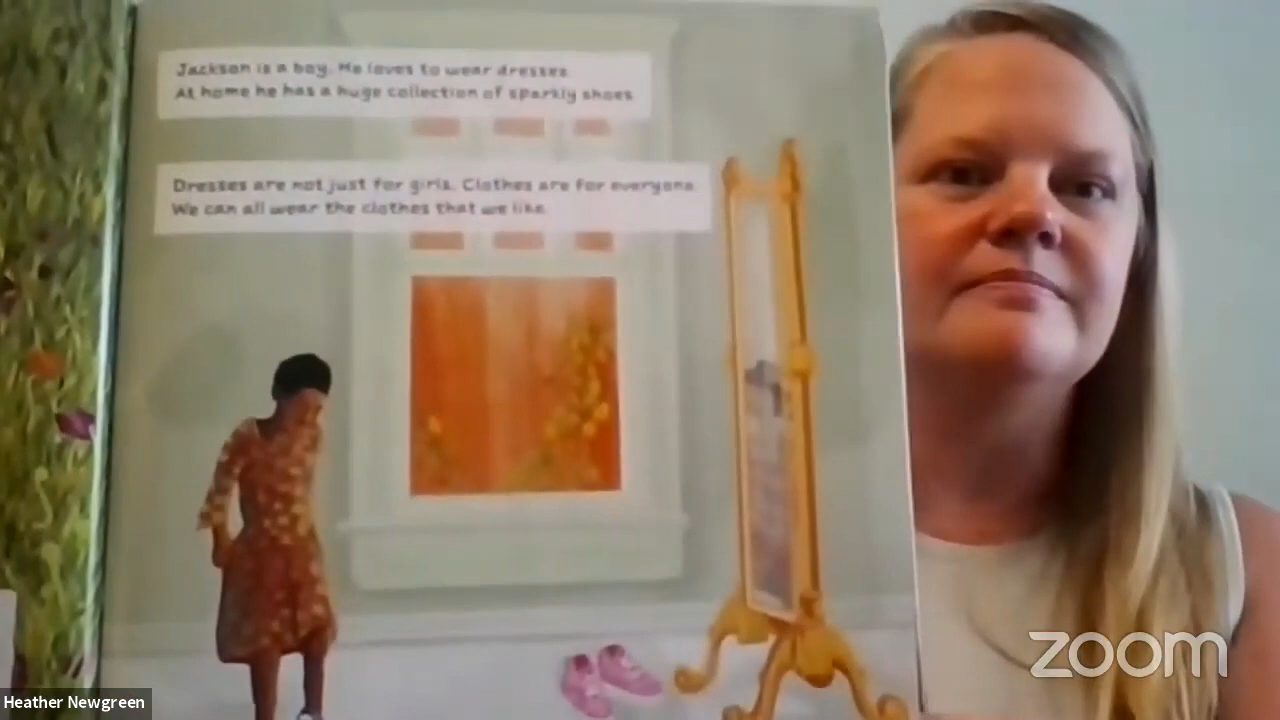 Jackson is a boy. He loves to wear dresses.
At home he has a huge collection of sparkly shoes.
Dresses are not just for girls. Clothes are for everyone.
We can all wear the clothes that we like.
zoom
Heather Newgreen